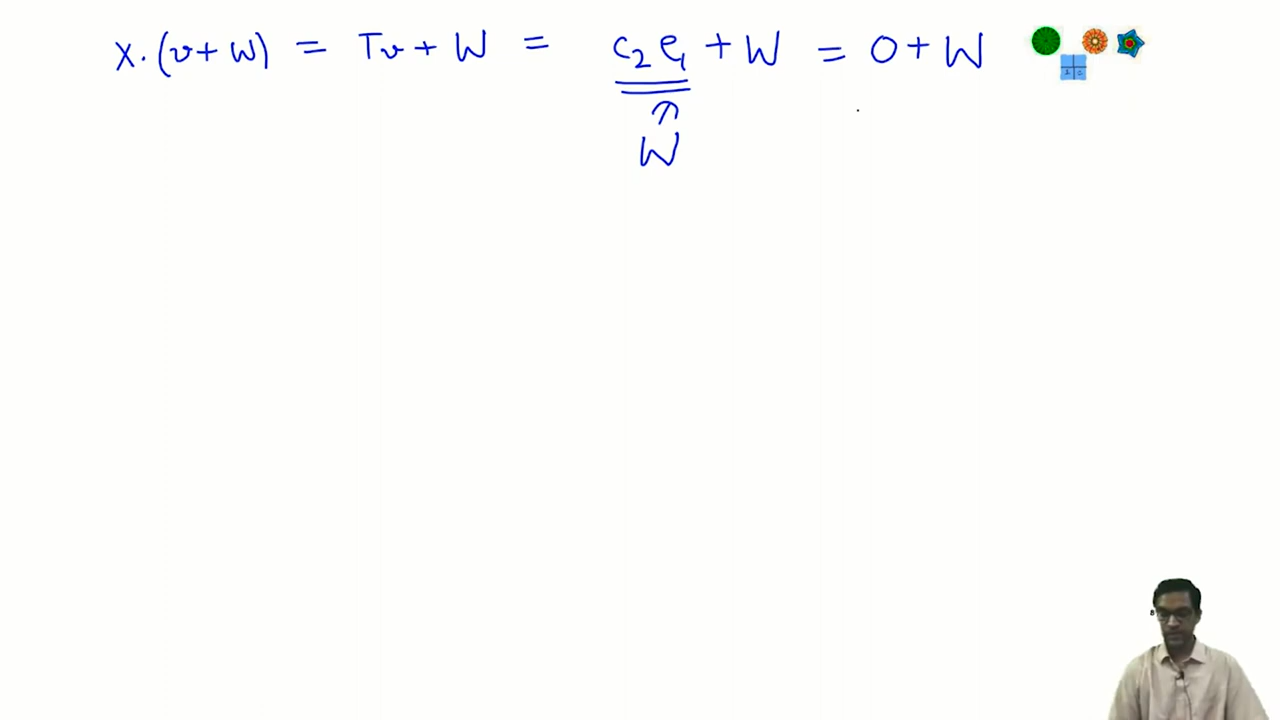 X.(v+W) = Tv+W = c₂e₁ + W = 0+W
W